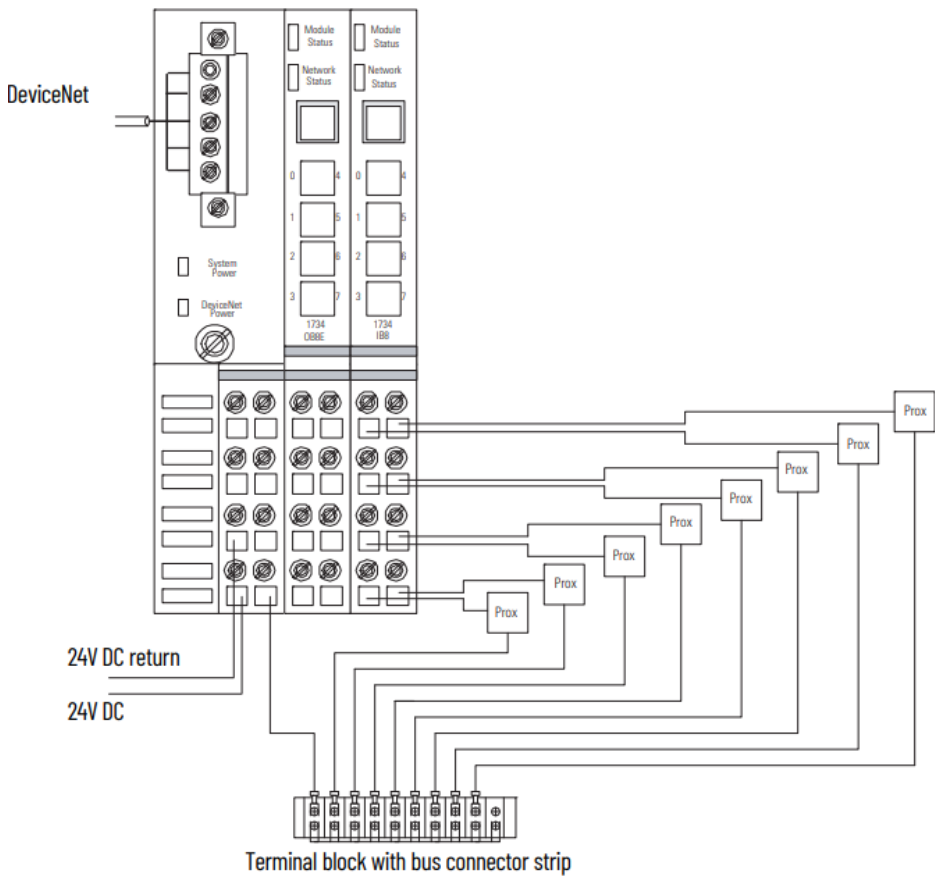 DeviceNet
Module
Status
Module
Status
Network
Status
Network
Status
0 4
0 4
1 5
1 5
2 6
2 6
3 7
3 7
System
Power
DeviceNet
Power
1734
OB8E
1734
IB8
Prox
Prox
Prox
Prox
Prox
Prox
Prox
Prox
24V DC return
24V DC
Terminal block with bus connector strip